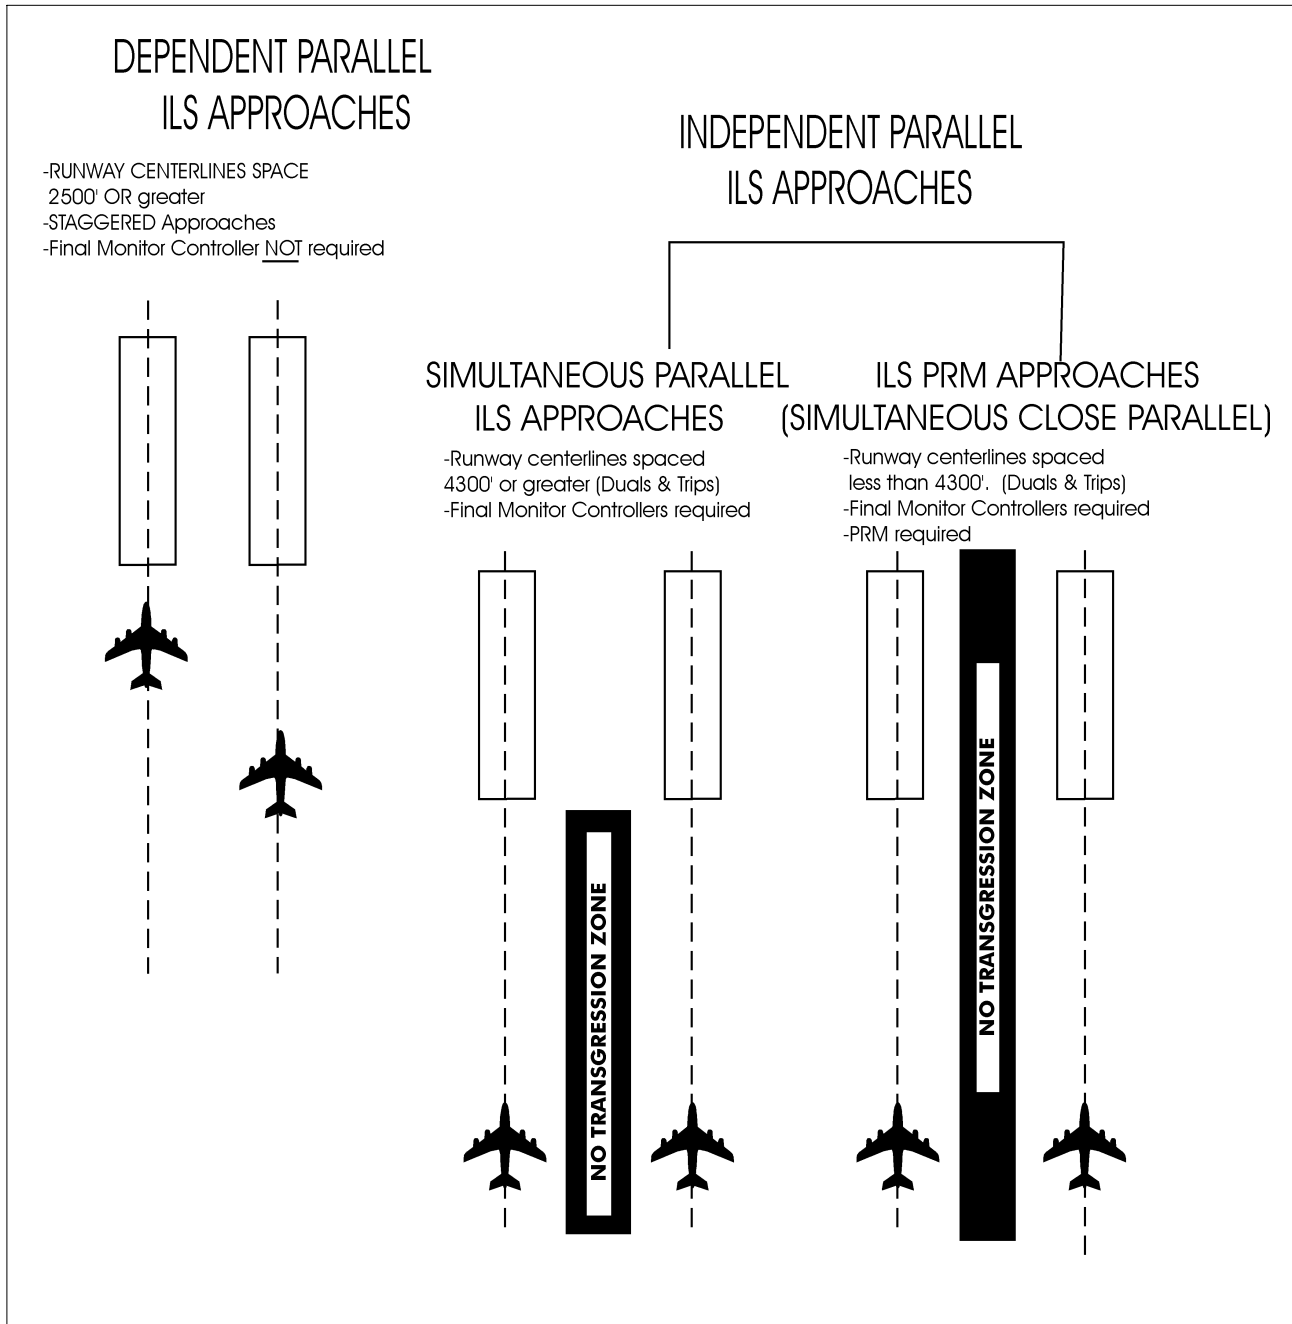 DEPENDENT PARALLEL
ILS APPROACHES
-RUNWAY CENTERLINES SPACE
2500' OR greater
-STAGGERED Approaches
-Final Monitor Controller NOT required
INDEPENDENT PARALLEL
ILS APPROACHES
SIMULTANEOUS PARALLEL
ILS APPROACHES
-Runway centerlines spaced
4300' or greater (Duals & Trips)
-Final Monitor Controllers required
ILS PRM APPROACHES
(SIMULTANEOUS CLOSE PARALLEL)
-Runway centerlines spaced
less than 4300'. (Duals & Trips)
-Final Monitor Controllers required
-PRM required
NO TRANSGRESSION ZONE
NO TRANSGRESSION ZONE